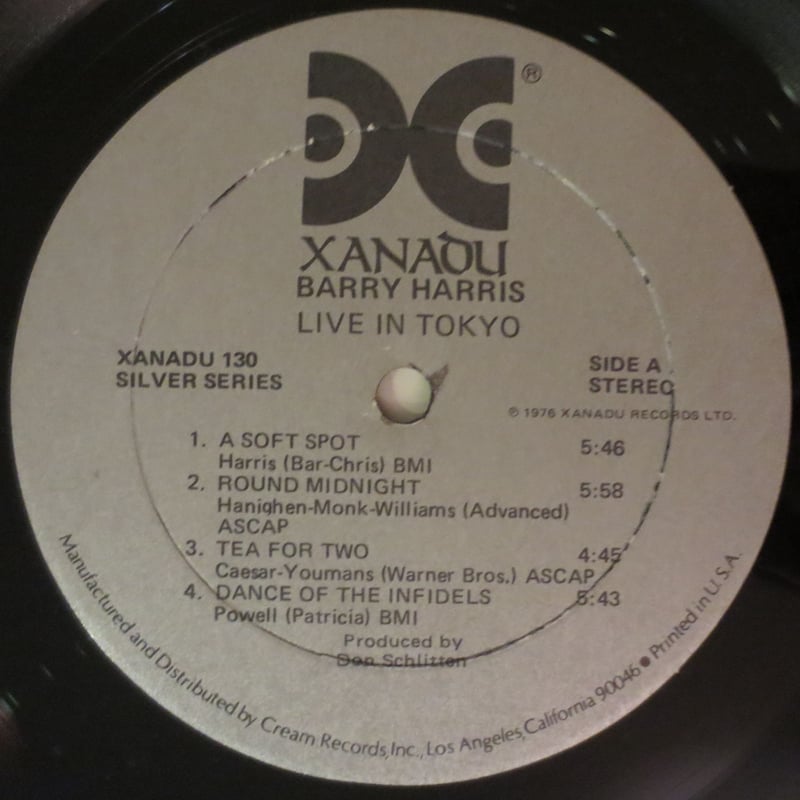 ®
XANADU
BARRY HARRIS
LIVE IN TOKYO
XANADU 130
SILVER SERIES
SIDE A
STEREO
℗ 1976 XANADU RECORDS LTD.
1. A SOFT SPOT 5:46
Harris (Bar-Chris) BMI
2. ROUND MIDNIGHT 5:58
Hanighen-Monk-Williams (Advanced)
ASCAP
3. TEA FOR TWO 4:45
Caesar-Youmans (Warner Bros.) ASCAP
4. DANCE OF THE INFIDELS 5:43
Powell (Patricia) BMI
Produced by
Don Schlitten
Manufactured and Distributed by Cream Records, Inc., Los Angeles, California 90046 ● Printed in U.S.A.